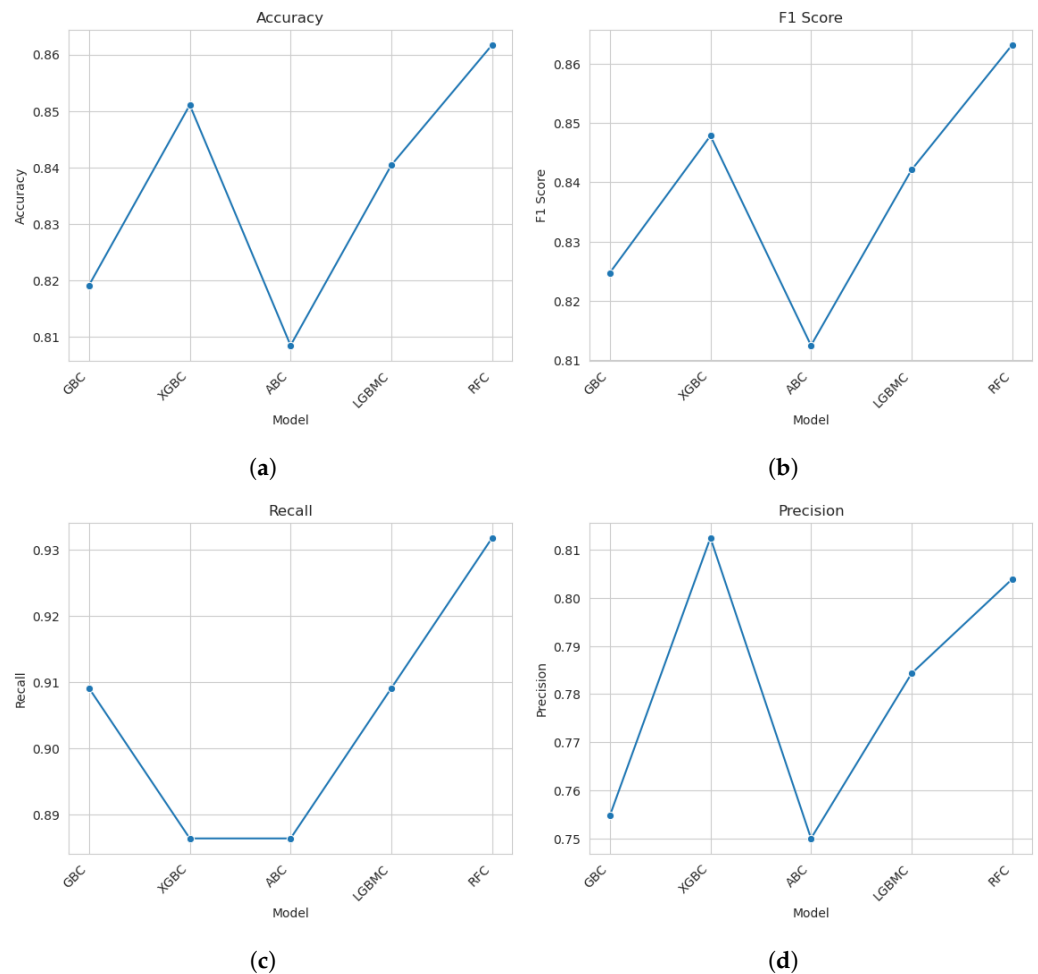 Accuracy
0.86
0.85
0.84
0.83
0.82
0.81
Accuracy
GBC
XGBC
ABC
LGBMC
RFC
Model
(a)
F1 Score
0.86
0.85
0.84
0.83
0.82
0.81
F1 Score
GBC
XGBC
ABC
LGBMC
RFC
Model
(b)
Recall
0.93
0.92
0.91
0.90
0.89
Recall
GBC
XGBC
ABC
LGBMC
RFC
Model
(c)
Precision
0.81
0.80
0.79
0.78
0.77
0.76
0.75
Precision
GBC
XGBC
ABC
LGBMC
RFC
Model
(d)